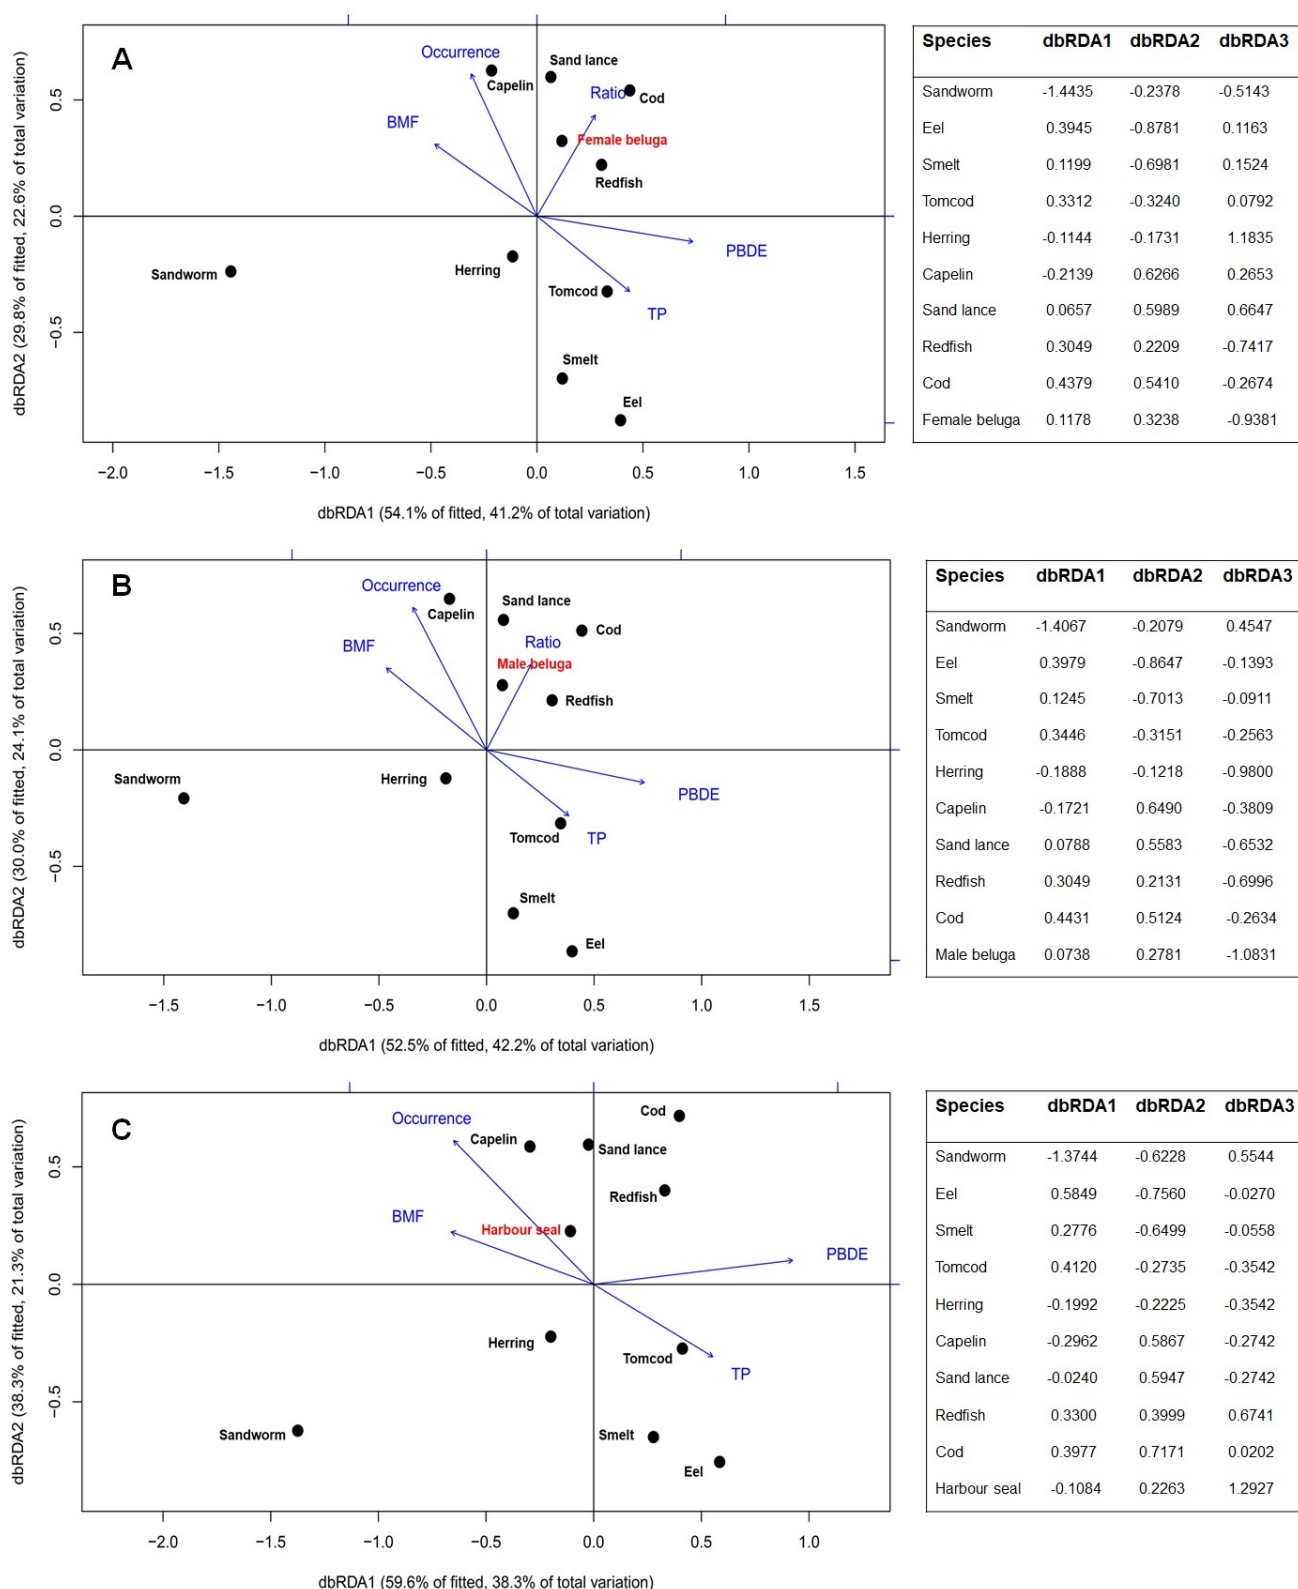 A
Occurrence
Sand lance
Capelin
Ratio
Cod
BMF
Female beluga
Redfish
PBDE
Herring
Sandworm
Tomcod
TP
Smelt
Eel
0.5
0.0
−0.5
dbRDA2 (29.8% of fitted, 22.6% of total variation)
−2.0 −1.5 −1.0 −0.5 0.0 0.5 1.0 1.5
dbRDA1 (54.1% of fitted, 41.2% of total variation)
Species dbRDA1 dbRDA2 dbRDA3
Sandworm -1.4435 -0.2378 -0.5143
Eel 0.3945 -0.8781 0.1163
Smelt 0.1199 -0.6981 0.1524
Tomcod 0.3312 -0.3240 0.0792
Herring -0.1144 -0.1731 1.1835
Capelin -0.2139 0.6266 0.2653
Sand lance 0.0657 0.5989 0.6647
Redfish 0.3049 0.2209 -0.7417
Cod 0.4379 0.5410 -0.2674
Female beluga 0.1178 0.3238 -0.9381
B
Occurrence
Sand lance
Capelin
Cod
Ratio
BMF
Male beluga
Redfish
Sandworm
Herring
PBDE
Tomcod
TP
Smelt
Eel
0.5
0.0
−0.5
dbRDA2 (30.0% of fitted, 24.1% of total variation)
−1.5 −1.0 −0.5 0.0 0.5 1.0 1.5
dbRDA1 (52.5% of fitted, 42.2% of total variation)
Species dbRDA1 dbRDA2 dbRDA3
Sandworm -1.4067 -0.2079 0.4547
Eel 0.3979 -0.8647 -0.1393
Smelt 0.1245 -0.7013 -0.0911
Tomcod 0.3446 -0.3151 -0.2563
Herring -0.1888 -0.1218 -0.9800
Capelin -0.1721 0.6490 -0.3809
Sand lance 0.0788 0.5583 -0.6532
Redfish 0.3049 0.2131 -0.6996
Cod 0.4431 0.5124 -0.2634
Male beluga 0.0738 0.2781 -1.0831
C
Occurrence
Cod
Capelin
Sand lance
Redfish
BMF
Harbour seal
PBDE
Herring
Tomcod
TP
Sandworm
Smelt
Eel
0.5
0.0
−0.5
dbRDA2 (38.3% of fitted, 21.3% of total variation)
−2.0 −1.5 −1.0 −0.5 0.0 0.5 1.0
dbRDA1 (59.6% of fitted, 38.3% of total variation)
Species dbRDA1 dbRDA2 dbRDA3
Sandworm -1.3744 -0.6228 0.5544
Eel 0.5849 -0.7560 -0.0270
Smelt 0.2776 -0.6499 -0.0558
Tomcod 0.4120 -0.2735 -0.3542
Herring -0.1992 -0.2225 -0.3542
Capelin -0.2962 0.5867 -0.2742
Sand lance -0.0240 0.5947 -0.2742
Redfish 0.3300 0.3999 0.6741
Cod 0.3977 0.7171 0.0202
Harbour seal -0.1084 0.2263 1.2927